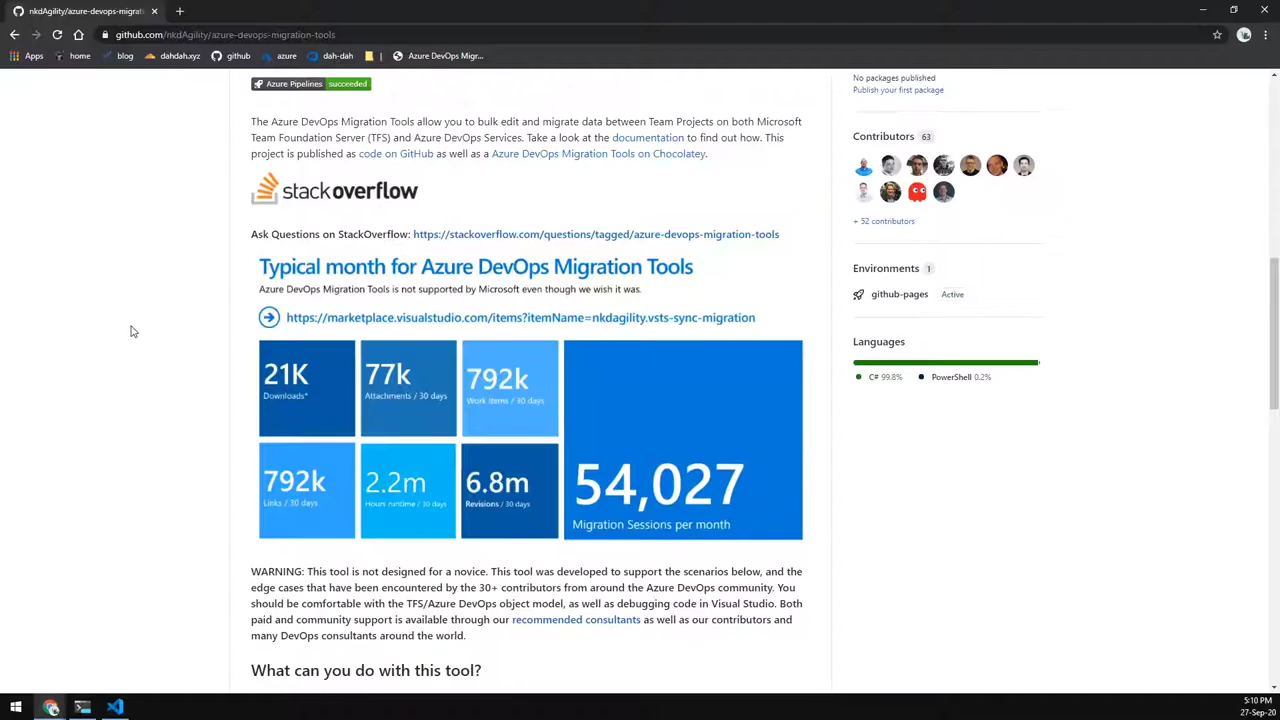 nkdAgility/azure-devops-migrati
github.com/nkdAgility/azure-devops-migration-tools
Apps
home
blog
dahdah.xyz
github
azure
dah-dah
Azure DevOps Migr...
Azure Pipelines succeeded
The Azure DevOps Migration Tools allow you to bulk edit and migrate data between Team Projects on both Microsoft
Team Foundation Server (TFS) and Azure DevOps Services. Take a look at the documentation to find out how. This
project is published as code on GitHub as well as a Azure DevOps Migration Tools on Chocolatey.
stackoverflow
Ask Questions on StackOverflow: https://stackoverflow.com/questions/tagged/azure-devops-migration-tools
Typical month for Azure DevOps Migration Tools
Azure DevOps Migration Tools is not supported by Microsoft even though we wish it was.
https://marketplace.visualstudio.com/items?itemName=nkdagility.vsts-sync-migration
21K
Downloads*
77k
Attachments / 30 days
792k
Work Items / 30 days
792k
Links / 30 days
2.2m
Hours runtime / 30 days
6.8m
Revisions / 30 days
54,027
Migration Sessions per month
WARNING: This tool is not designed for a novice. This tool was developed to support the scenarios below, and the
edge cases that have been encountered by the 30+ contributors from around the Azure DevOps community. You
should be comfortable with the TFS/Azure DevOps object model, as well as debugging code in Visual Studio. Both
paid and community support is available through our recommended consultants as well as our contributors and
many DevOps consultants around the world.
What can you do with this tool?
No packages published
Publish your first package
Contributors 63
+ 52 contributors
Environments 1
github-pages Active
Languages
C# 99.8% PowerShell 0.2%
5:10 PM
27-Sep-20